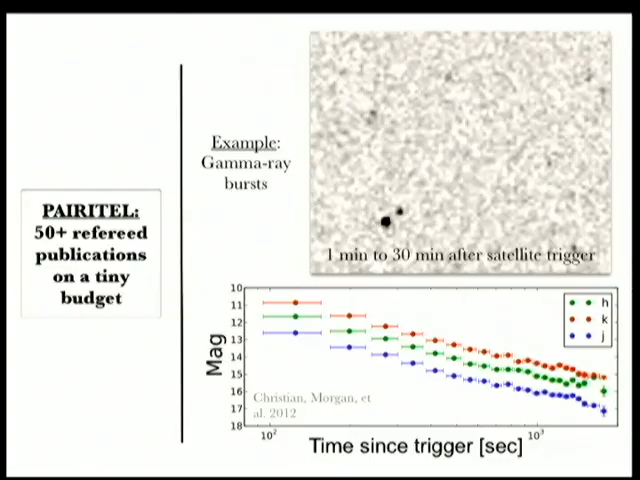 PAIRITEL:
50+ refereed
publications
on a tiny
budget
Example:
Gamma-ray
bursts
1 min to 30 min after satellite trigger
Mag
10
11
12
13
14
15
16
17
18
h
k
j
Christian, Morgan, et
al. 2012
10²
10³
Time since trigger [sec]